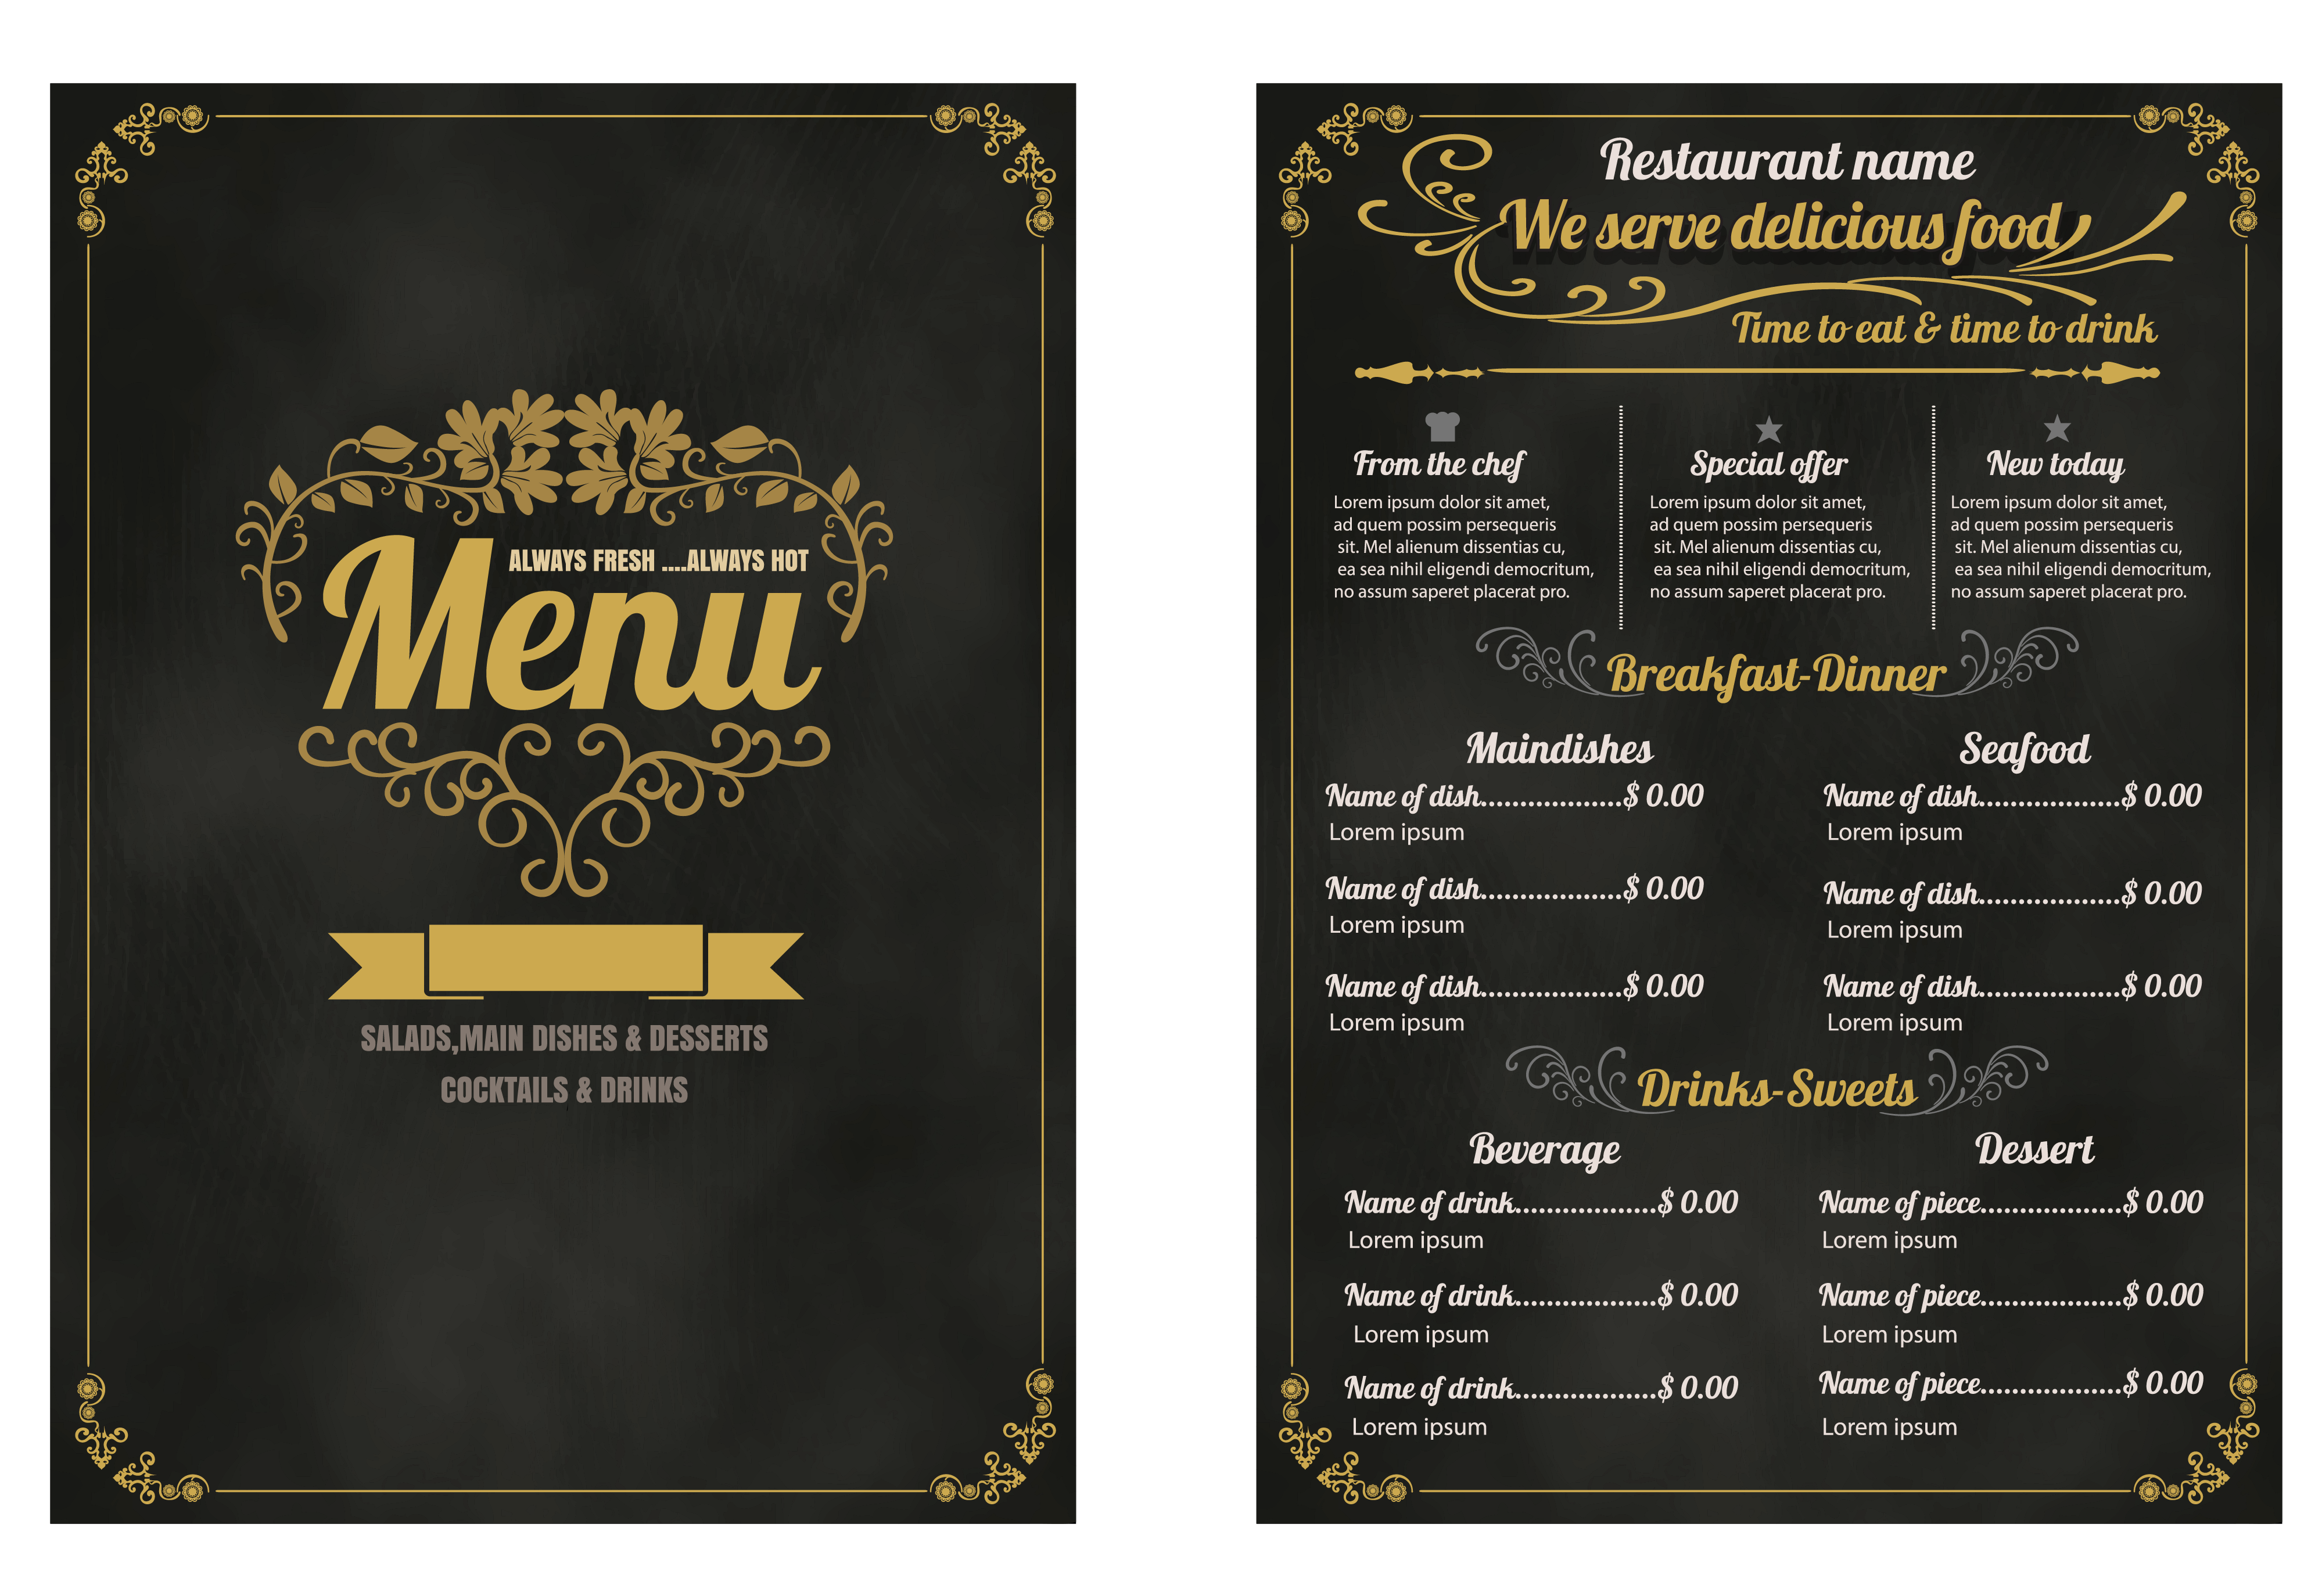 ALWAYS FRESH ....ALWAYS HOT
Menu
SALADS,MAIN DISHES & DESSERTS
COCKTAILS & DRINKS
Restaurant name
We serve delicious food
Time to eat & time to drink
From the chef
Lorem ipsum dolor sit amet,
ad quem possim persequeris
sit. Mel alienum dissentias cu,
ea sea nihil eligendi democritum,
no assum saperet placerat pro.
Special offer
Lorem ipsum dolor sit amet,
ad quem possim persequeris
sit. Mel alienum dissentias cu,
ea sea nihil eligendi democritum,
no assum saperet placerat pro.
New today
Lorem ipsum dolor sit amet,
ad quem possim persequeris
sit. Mel alienum dissentias cu,
ea sea nihil eligendi democritum,
no assum saperet placerat pro.
Breakfast-Dinner
Maindishes
Name of dish..................$ 0.00
Lorem ipsum
Name of dish..................$ 0.00
Lorem ipsum
Name of dish..................$ 0.00
Lorem ipsum
Seafood
Name of dish..................$ 0.00
Lorem ipsum
Name of dish..................$ 0.00
Lorem ipsum
Name of dish..................$ 0.00
Lorem ipsum
Drinks-Sweets
Beverage
Name of drink..................$ 0.00
Lorem ipsum
Name of drink..................$ 0.00
Lorem ipsum
Name of drink..................$ 0.00
Lorem ipsum
Dessert
Name of piece..................$ 0.00
Lorem ipsum
Name of piece..................$ 0.00
Lorem ipsum
Name of piece..................$ 0.00
Lorem ipsum